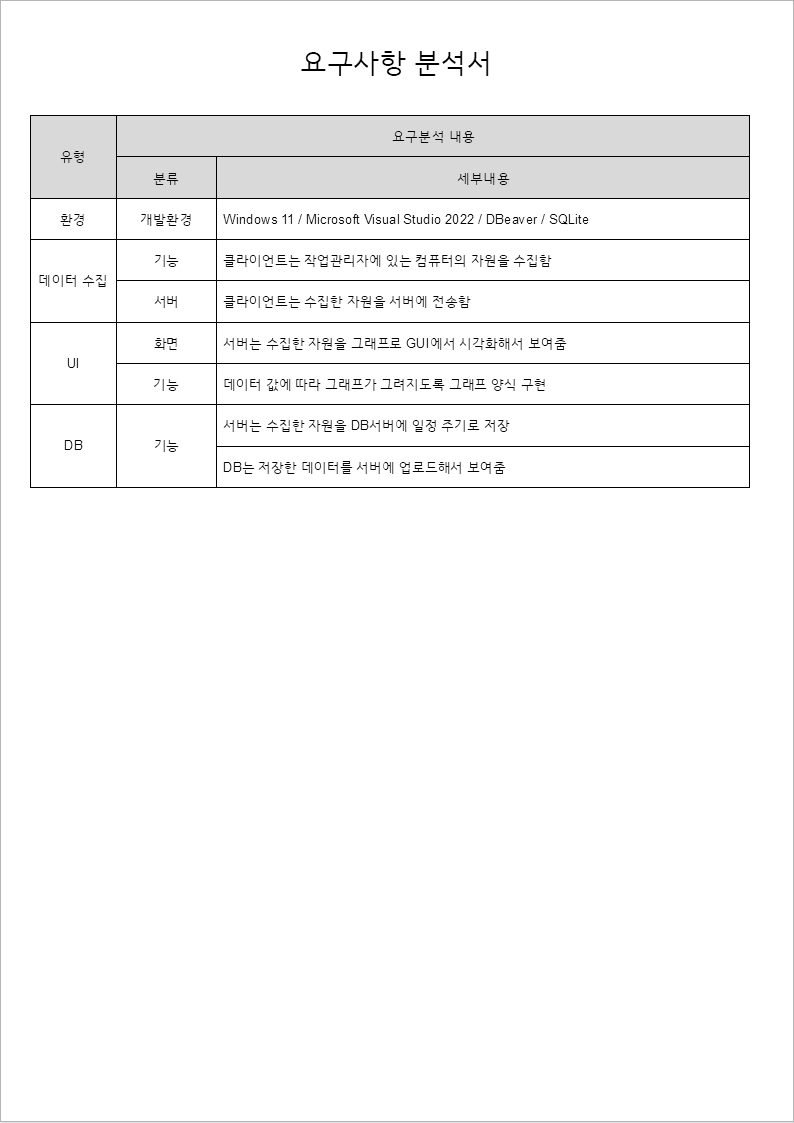 요구사항 분석서
유형
요구분석 내용
분류
세부내용
환경
개발환경
Windows 11 / Microsoft Visual Studio 2022 / DBeaver / SQLite
데이터 수집
기능
클라이언트는 작업관리자에 있는 컴퓨터의 자원을 수집함
서버
클라이언트는 수집한 자원을 서버에 전송함
UI
화면
서버는 수집한 자원을 그래프로 GUI에서 시각화해서 보여줌
기능
데이터 값에 따라 그래프가 그려지도록 그래프 양식 구현
DB
기능
서버는 수집한 자원을 DB서버에 일정 주기로 저장
DB는 저장한 데이터를 서버에 업로드해서 보여줌